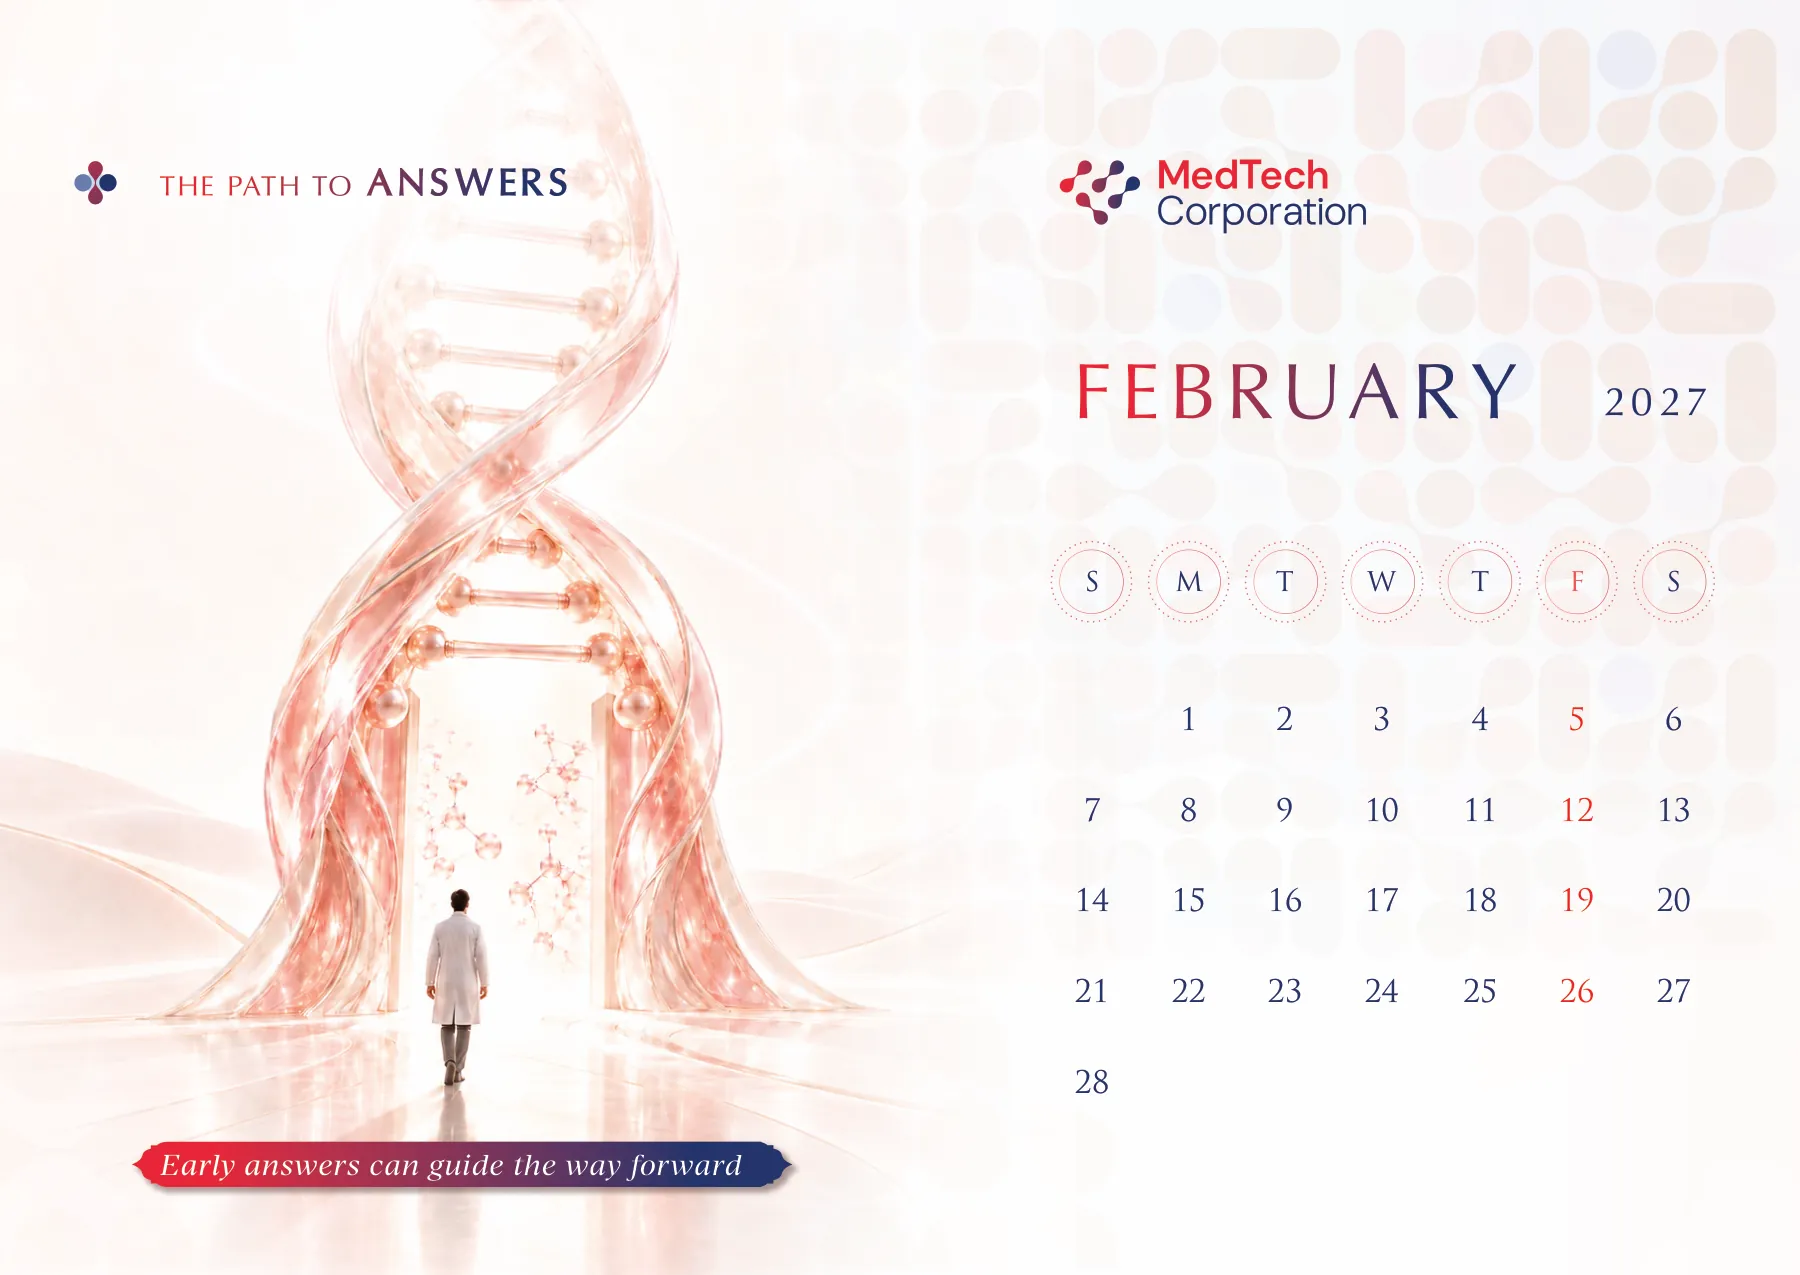 THE PATH TO ANSWERS
MedTech
Corporation
FEBRUARY 2027
S M T W T F S
1 2 3 4 5 6
7 8 9 10 11 12 13
14 15 16 17 18 19 20
21 22 23 24 25 26 27
28
Early answers can guide the way forward